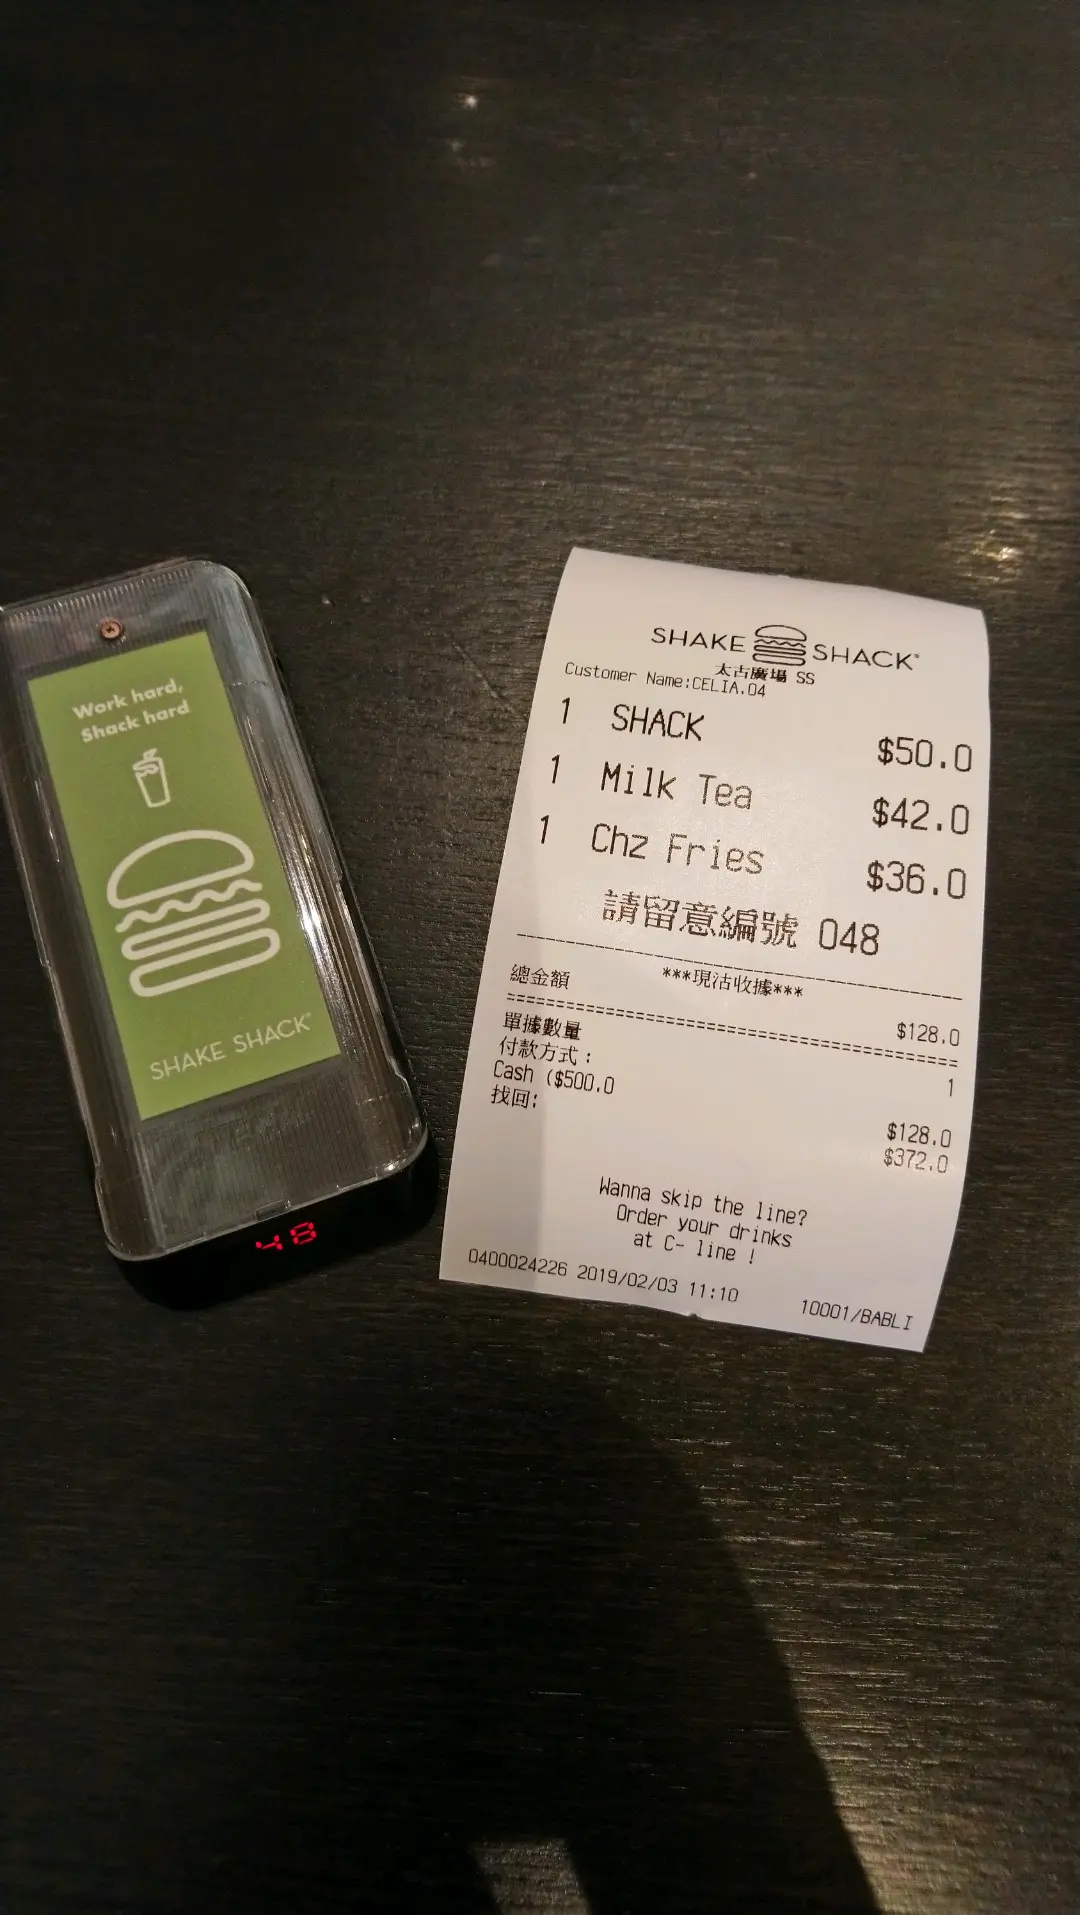 Work hard,
Shack hard
SHAKE SHACK
48
SHAKE SHACK
太古廣場 SS
Customer Name:CELIA.04
1 SHACK $50.0
1 Milk Tea $42.0
1 Chz Fries $36.0
請留意編號 048
***現沽收據***
總金額 $128.0
單據數量 1
付款方式：
Cash ($500.0 $128.0
找回: $372.0
Wanna skip the line?
Order your drinks
at C- line !
0400024226 2019/02/03 11:10 10001/BABLI